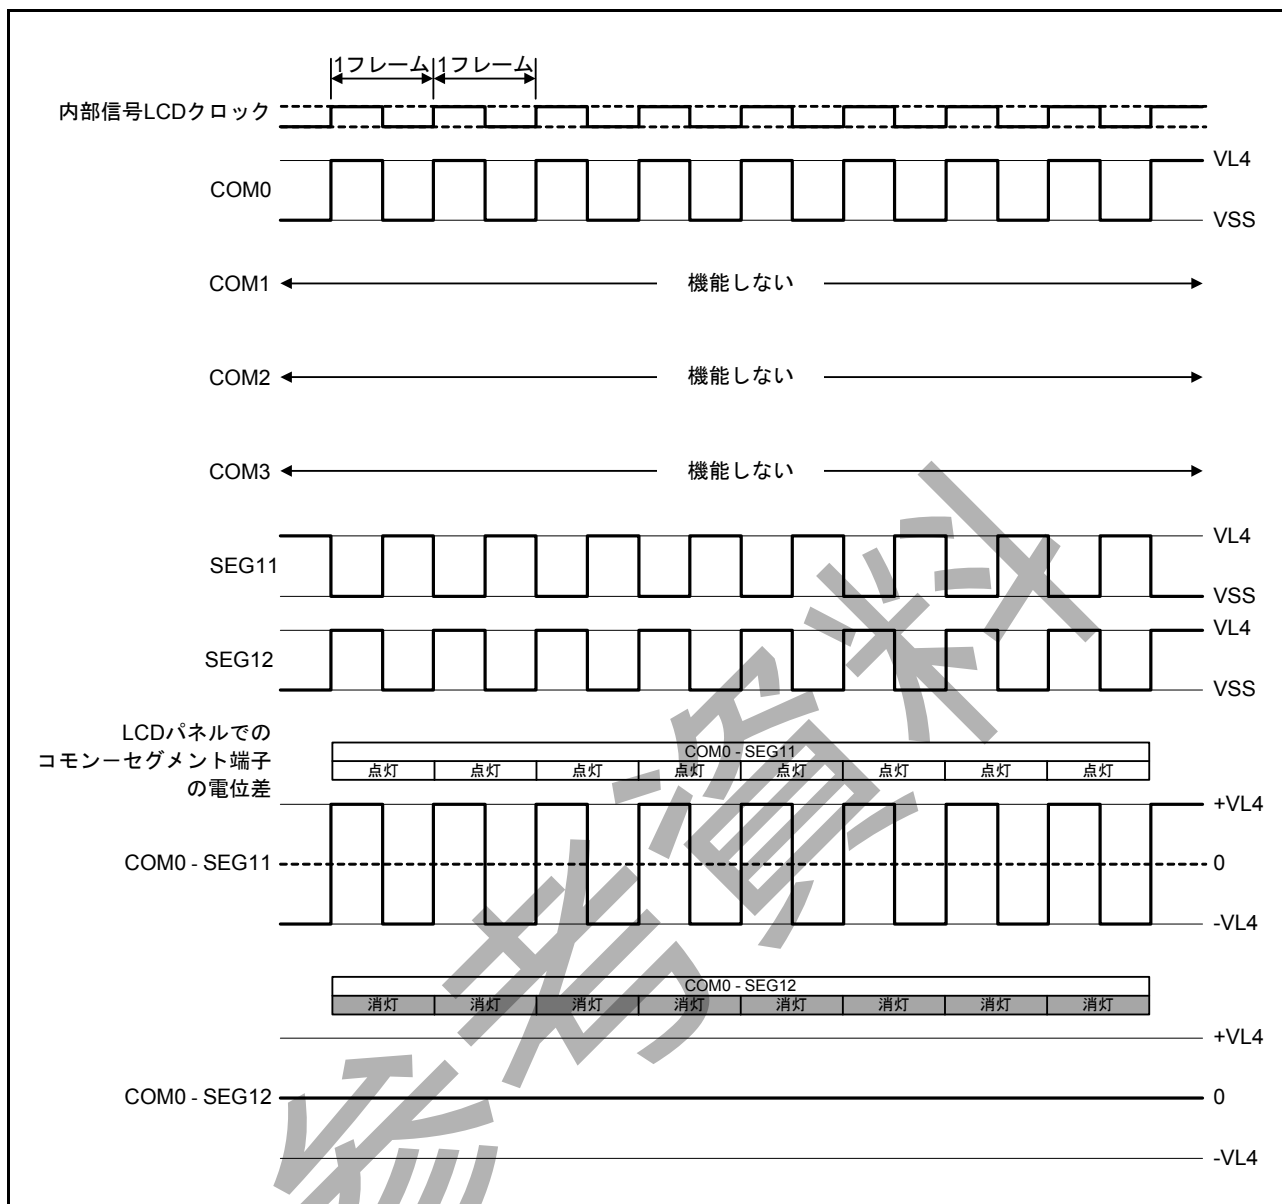 1フレーム 1フレーム
内部信号LCDクロック
VL4
COM0
VSS
COM1 機能しない
COM2 機能しない
COM3 機能しない
VL4
SEG11
VSS
VL4
SEG12
VSS
LCDパネルでの
コモンーセグメント端子
の電位差
COM0 - SEG11
点灯 点灯 点灯 点灯 点灯 点灯 点灯 点灯
+VL4
COM0 - SEG11 0
-VL4
COM0 - SEG12
消灯 消灯 消灯 消灯 消灯 消灯 消灯 消灯
+VL4
COM0 - SEG12 0
-VL4
参考資料